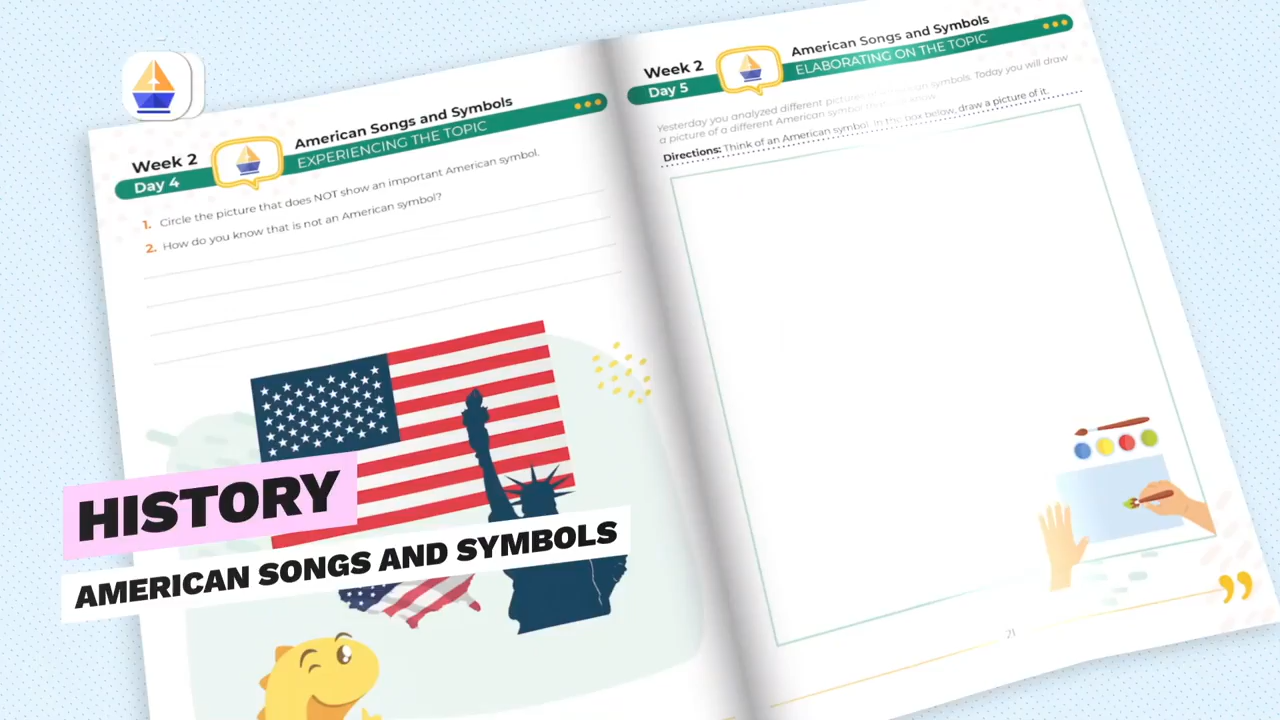 Week 2
Day 4
American Songs and Symbols
EXPERIENCING THE TOPIC
1. Circle the picture that does NOT show an important American symbol.
2. How do you know that is not an American symbol?
HISTORY
AMERICAN SONGS AND SYMBOLS
Week 2
Day 5
American Songs and Symbols
ELABORATING ON THE TOPIC
Yesterday you analyzed different pictures of American symbols. Today you will draw
a picture of a different American symbol that you know.
Directions: Think of an American symbol. In the box below, draw a picture of it.
21